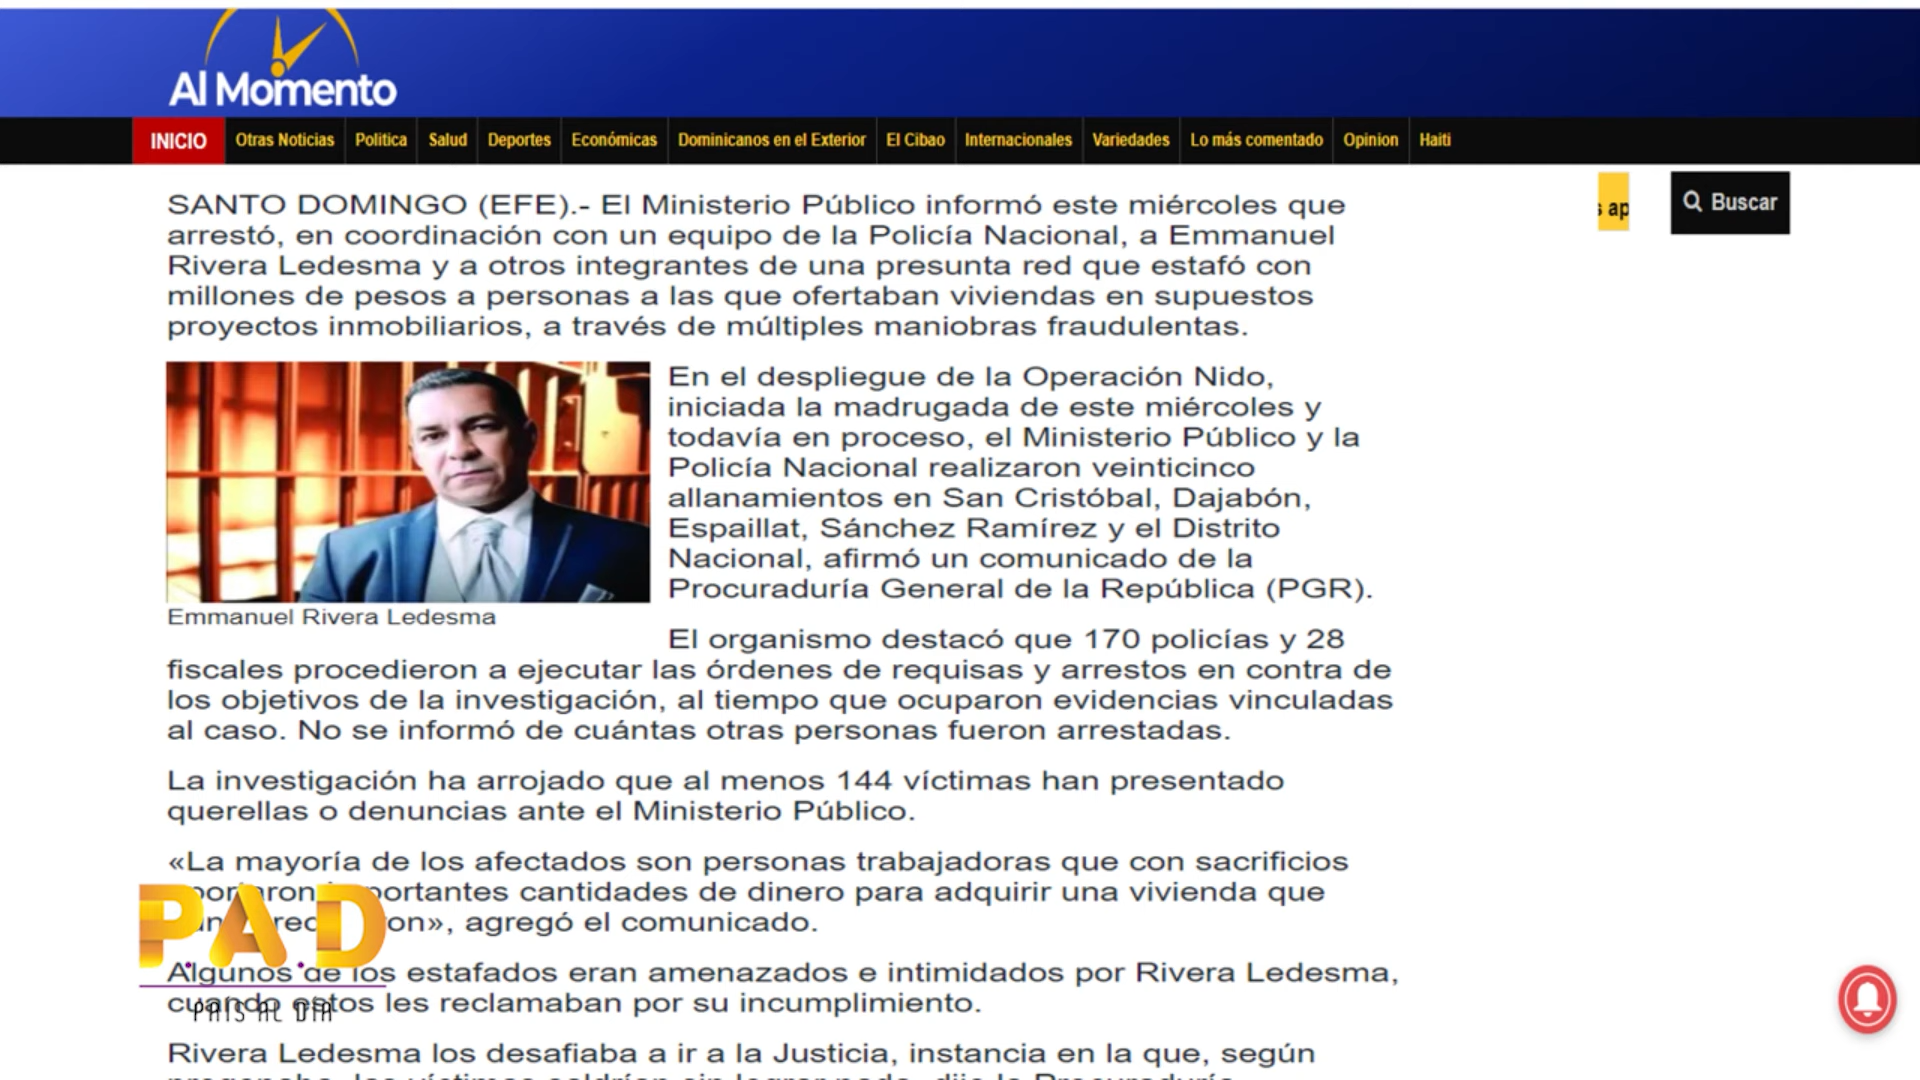 Al Momento
INICIO Otras Noticias Politica Salud Deportes Económicas Dominicanos en el Exterior El Cibao Internacionales Variedades Lo más comentado Opinion Haiti
s ap
Buscar
SANTO DOMINGO (EFE).- El Ministerio Público informó este miércoles que
arrestó, en coordinación con un equipo de la Policía Nacional, a Emmanuel
Rivera Ledesma y a otros integrantes de una presunta red que estafó con
millones de pesos a personas a las que ofertaban viviendas en supuestos
proyectos inmobiliarios, a través de múltiples maniobras fraudulentas.
En el despliegue de la Operación Nido,
iniciada la madrugada de este miércoles y
todavía en proceso, el Ministerio Público y la
Policía Nacional realizaron veinticinco
allanamientos en San Cristóbal, Dajabón,
Espaillat, Sánchez Ramírez y el Distrito
Nacional, afirmó un comunicado de la
Procuraduría General de la República (PGR).
Emmanuel Rivera Ledesma
El organismo destacó que 170 policías y 28
fiscales procedieron a ejecutar las órdenes de requisas y arrestos en contra de
los objetivos de la investigación, al tiempo que ocuparon evidencias vinculadas
al caso. No se informó de cuántas otras personas fueron arrestadas.
La investigación ha arrojado que al menos 144 víctimas han presentado
querellas o denuncias ante el Ministerio Público.
«La mayoría de los afectados son personas trabajadoras que con sacrificios
cantidades de dinero para adquirir una vivienda que
agregó el comunicado.
Algunos de los estafados eran amenazados e intimidados por Rivera Ledesma,
cuando estos les reclamaban por su incumplimiento.
Rivera Ledesma los desafiaba a ir a la Justicia, instancia en la que, según
P.A.D
PAÍS AL DÍA